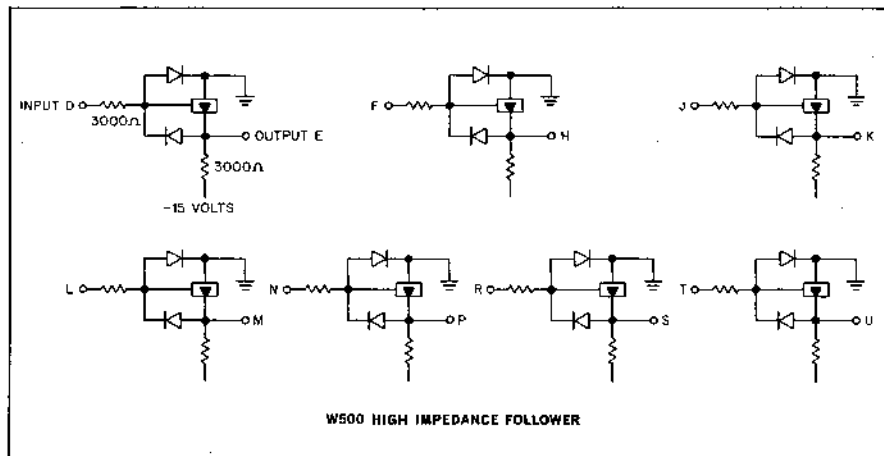 INPUT D
3000Ω
OUTPUT E
3000Ω
-15 VOLTS
F
H
J
K
L
M
N
P
R
S
T
U
W500 HIGH IMPEDANCE FOLLOWER